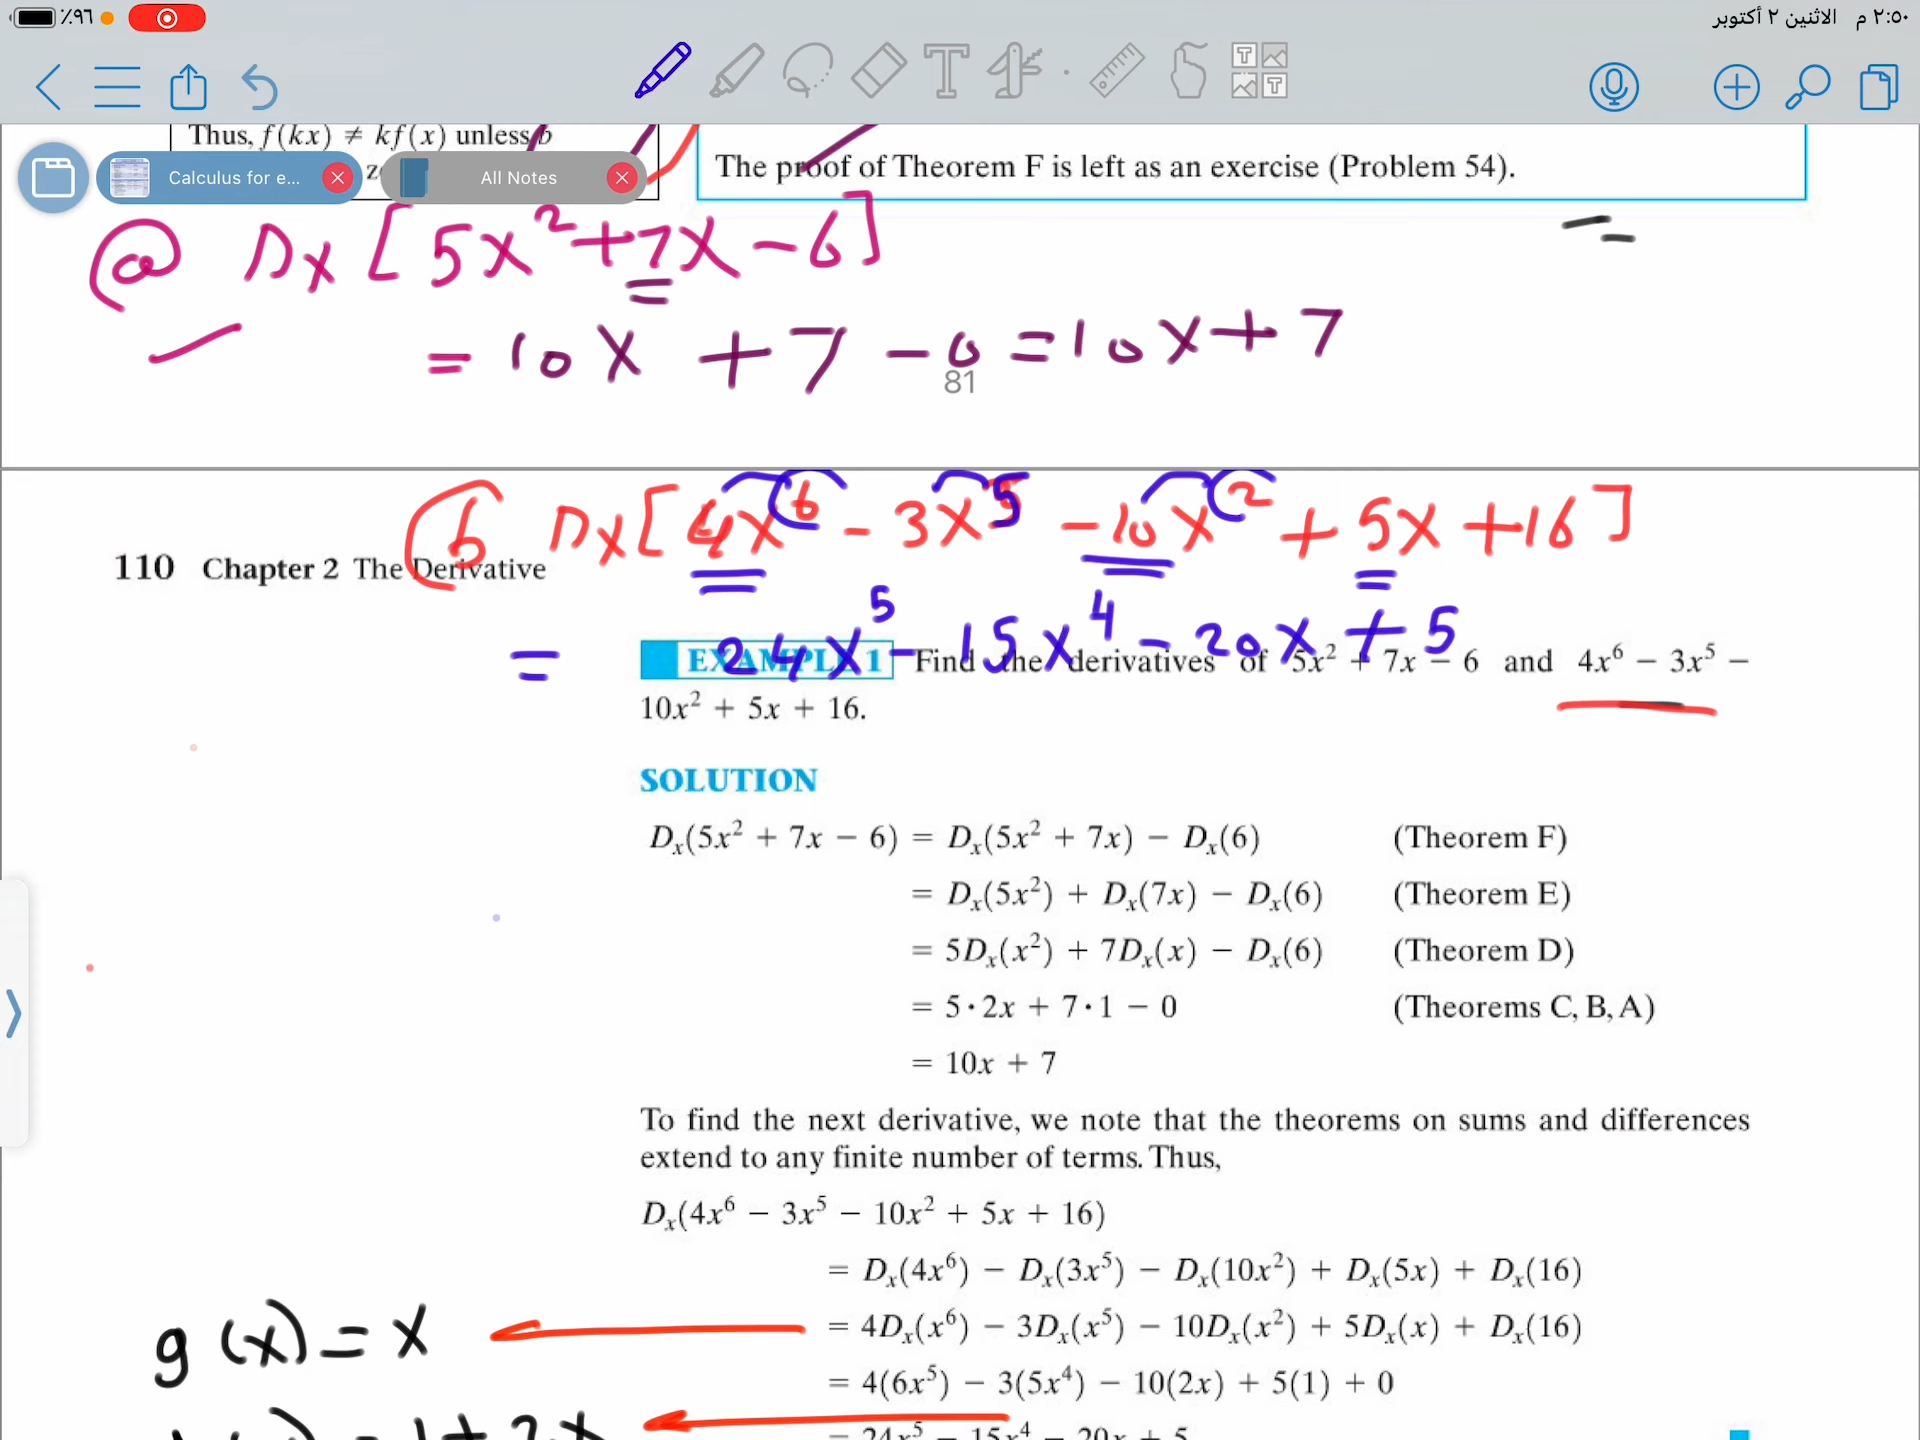 ٪٩٦
٢:٥٠ م الاثنين ٢ أكتوبر
Thus, f(kx) ≠ kf(x) unless b
z
The proof of Theorem F is left as an exercise (Problem 54).
Calculus for e...
All Notes
(a) Dx [5x² + 7x − 6]
= 10x + 7 − 0 = 10x + 7
81
(b Dx [4x⁶ − 3x⁵ − 10x² + 5x + 16]
110 Chapter 2 The Derivative
= 24x⁵ − 15x⁴ − 20x + 5
EXAMPLE 1 Find the derivatives of 5x² + 7x − 6 and 4x⁶ − 3x⁵ −
10x² + 5x + 16.
SOLUTION
Dₓ(5x² + 7x − 6) = Dₓ(5x² + 7x) − Dₓ(6) (Theorem F)
= Dₓ(5x²) + Dₓ(7x) − Dₓ(6) (Theorem E)
= 5Dₓ(x²) + 7Dₓ(x) − Dₓ(6) (Theorem D)
= 5 · 2x + 7 · 1 − 0 (Theorems C, B, A)
= 10x + 7
To find the next derivative, we note that the theorems on sums and differences
extend to any finite number of terms. Thus,
Dₓ(4x⁶ − 3x⁵ − 10x² + 5x + 16)
= Dₓ(4x⁶) − Dₓ(3x⁵) − Dₓ(10x²) + Dₓ(5x) + Dₓ(16)
= 4Dₓ(x⁶) − 3Dₓ(x⁵) − 10Dₓ(x²) + 5Dₓ(x) + Dₓ(16)
g(x) = x
= 4(6x⁵) − 3(5x⁴) − 10(2x) + 5(1) + 0
= 24x⁵ − 15x⁴ − 20x + 5